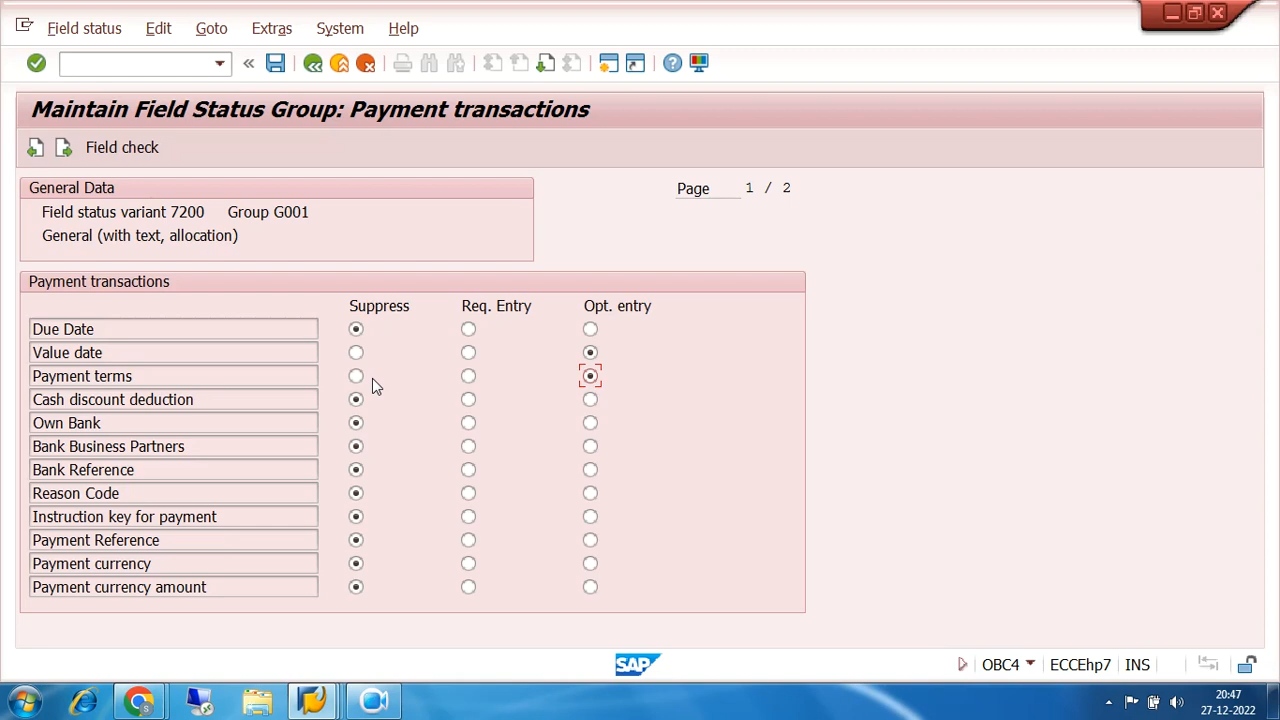 Field status Edit Goto Extras System Help
Maintain Field Status Group: Payment transactions
Field check
General Data
Page 1 / 2
Field status variant 7200 Group G001
General (with text, allocation)
Payment transactions
Suppress Req. Entry Opt. entry
Due Date
Value date
Payment terms
Cash discount deduction
Own Bank
Bank Business Partners
Bank Reference
Reason Code
Instruction key for payment
Payment Reference
Payment currency
Payment currency amount
SAP
OBC4 ECCEhp7 INS
20:47
27-12-2022